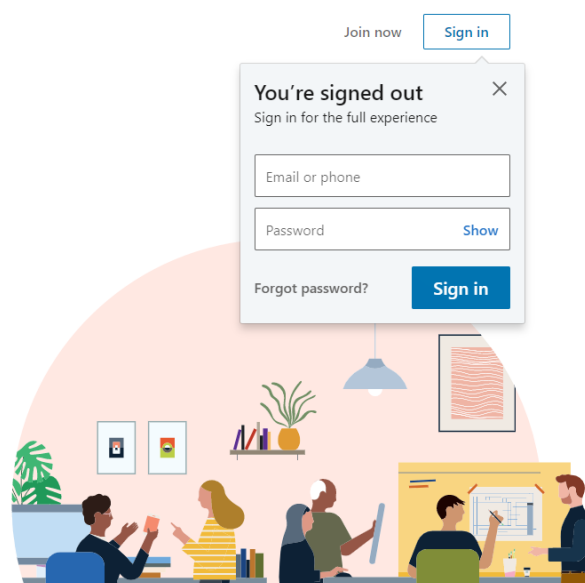 Join now
Sign in
You're signed out
Sign in for the full experience
Email or phone
Password
Show
Forgot password?
Sign in